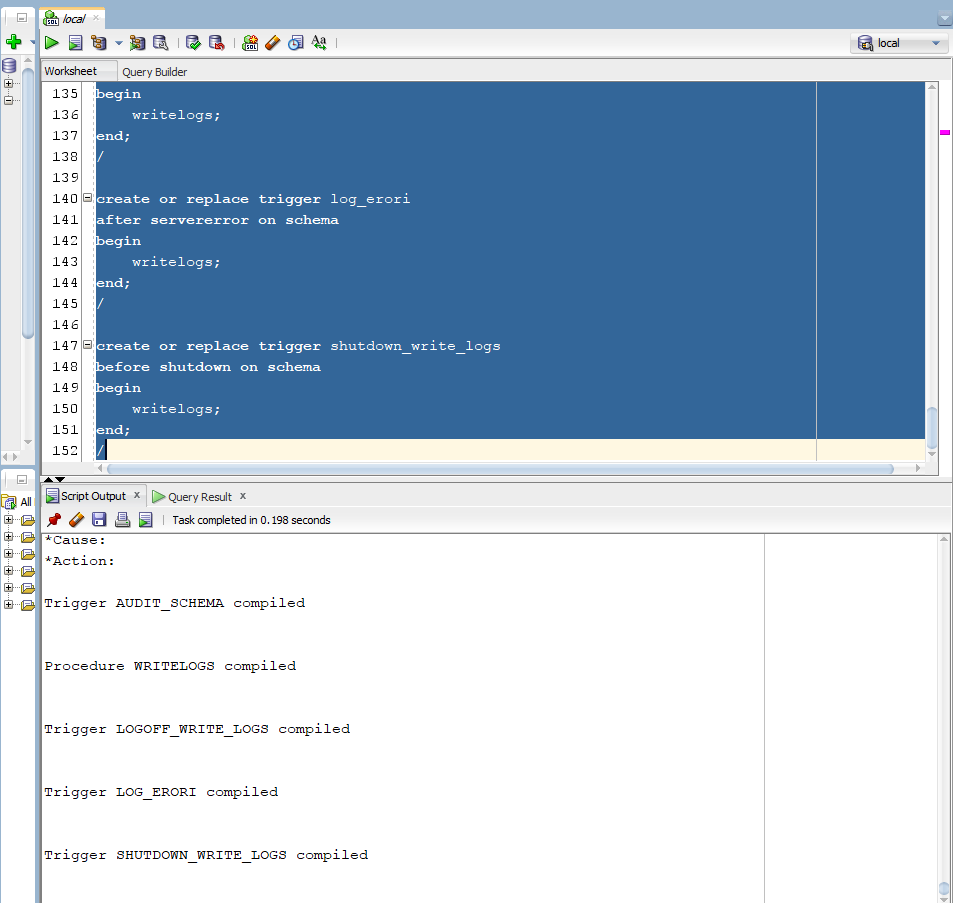 local
local
Worksheet
Query Builder
135 begin
136     writelogs;
137 end;
138 /
139
140 create or replace trigger log_erori
141 after servererror on schema
142 begin
143     writelogs;
144 end;
145 /
146
147 create or replace trigger shutdown_write_logs
148 before shutdown on schema
149 begin
150     writelogs;
151 end;
152 /
All
Script Output x
Query Result x
Task completed in 0.198 seconds
*Cause:
*Action:
Trigger AUDIT_SCHEMA compiled
Procedure WRITELOGS compiled
Trigger LOGOFF_WRITE_LOGS compiled
Trigger LOG_ERORI compiled
Trigger SHUTDOWN_WRITE_LOGS compiled